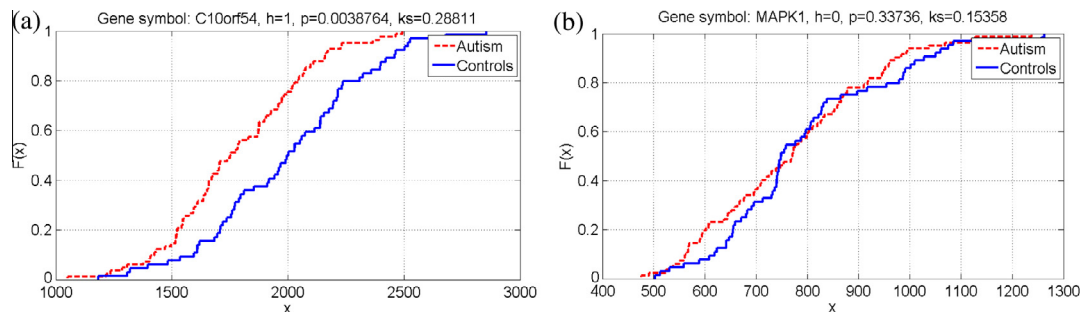 (a)
Gene symbol: C10orf54, h=1, p=0.0038764, ks=0.28811
1
0.8
0.6
0.4
0.2
0
F(x)
Autism
Controls
1000 1500 2000 2500 3000
x
(b)
Gene symbol: MAPK1, h=0, p=0.33736, ks=0.15358
1
0.8
0.6
0.4
0.2
0
F(x)
Autism
Controls
400 500 600 700 800 900 1000 1100 1200 1300
x